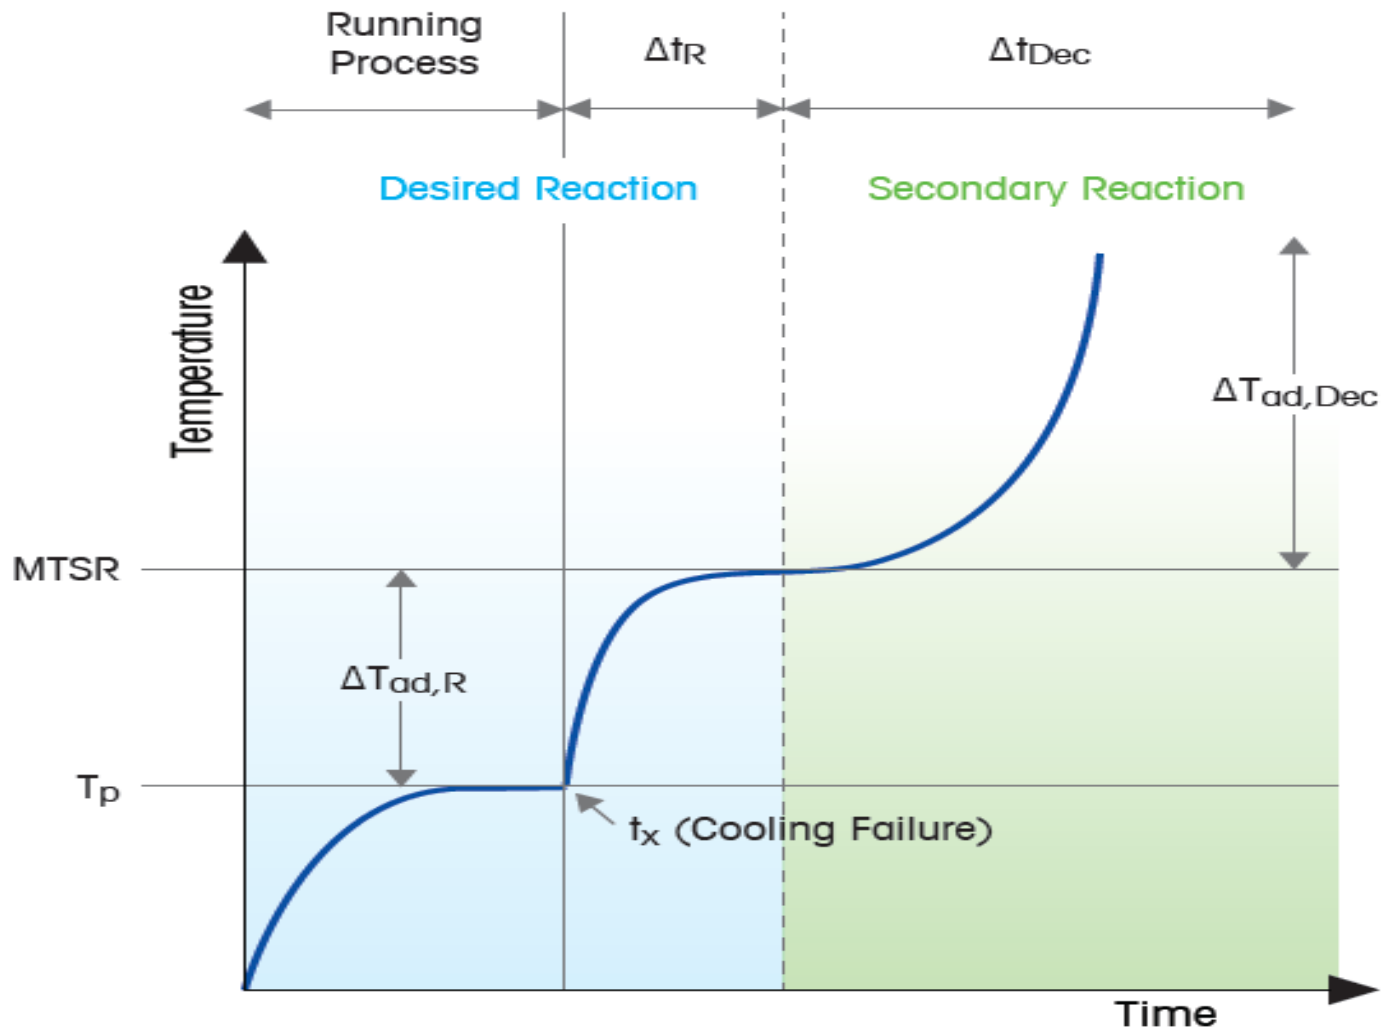 Running
Process
ΔtR
ΔtDec
Desired Reaction
Secondary Reaction
Temperature
ΔTad,Dec
MTSR
ΔTad,R
Tp
tx (Cooling Failure)
Time